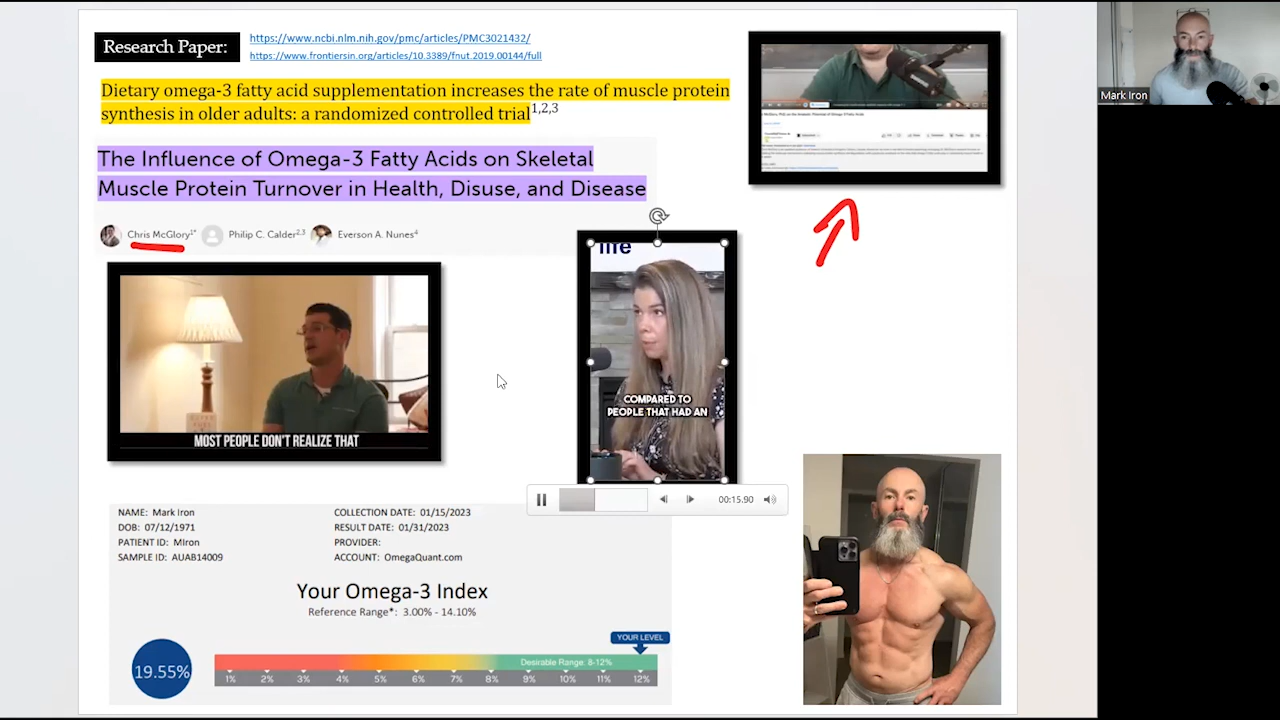 Research Paper:
https://www.ncbi.nlm.nih.gov/pmc/articles/PMC3021432/
https://www.frontiersin.org/articles/10.3389/fnut.2019.00144/full
Dietary omega-3 fatty acid supplementation increases the rate of muscle protein
synthesis in older adults: a randomized controlled trial1,2,3
The Influence of Omega-3 Fatty Acids on Skeletal
Muscle Protein Turnover in Health, Disuse, and Disease
Chris McGlory1* Philip C. Calder2,3 Everson A. Nunes4
Mark Iron
MOST PEOPLE DON'T REALIZE THAT
life
COMPARED TO
PEOPLE THAT HAD AN
00:15.90
NAME: Mark Iron
DOB: 07/12/1971
PATIENT ID: MIron
SAMPLE ID: AUAB14009
COLLECTION DATE: 01/15/2023
RESULT DATE: 01/31/2023
PROVIDER:
ACCOUNT: OmegaQuant.com
Your Omega-3 Index
Reference Range*: 3.00% - 14.10%
YOUR LEVEL
19.55%
Desirable Range: 8-12%
1% 2% 3% 4% 5% 6% 7% 8% 9% 10% 11% 12%